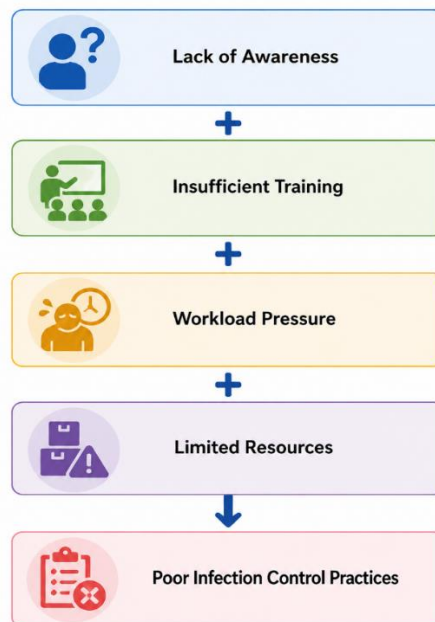 Lack of Awareness
+
Insufficient Training
+
Workload Pressure
+
Limited Resources
Poor Infection Control Practices